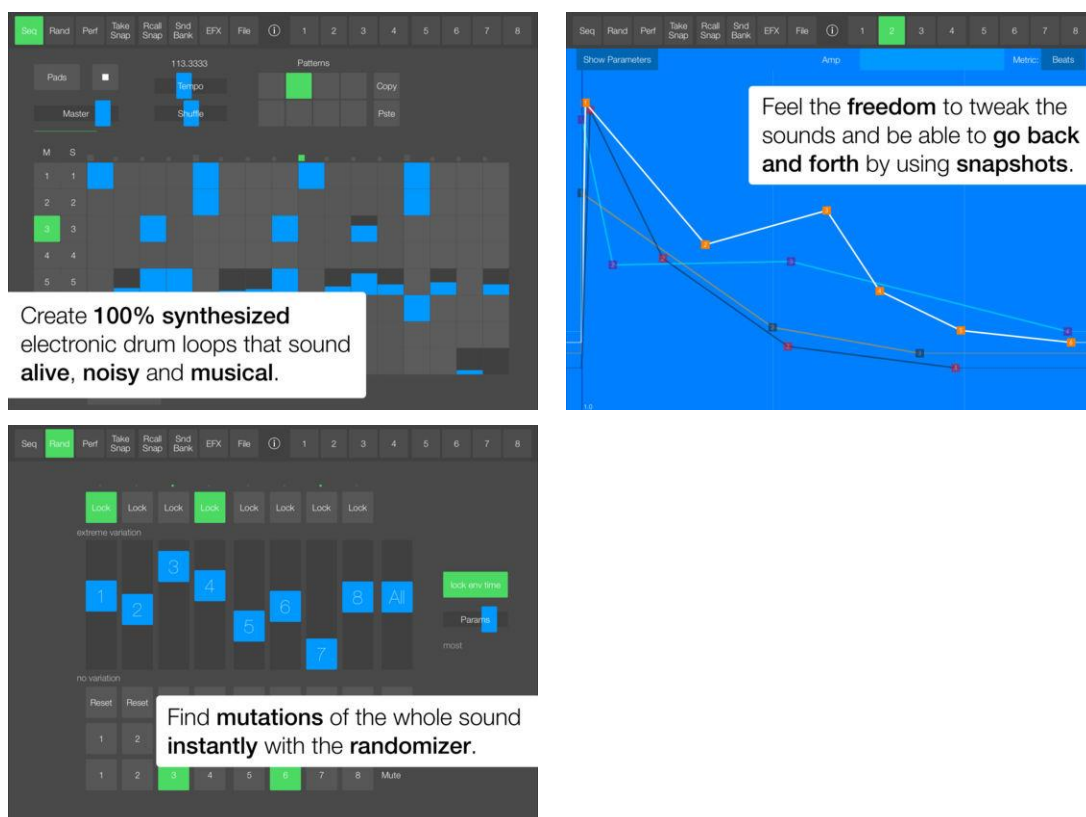 Seq Rand Perf Take Snap Rcall Snap Snd Bank EFX File ⓘ 1 2 3 4 5 6 7 8
113.3333 Patterns
Pads Tempo Copy
Master Shuffle Pste
M S
1 1
2 2
3 3
4 4
5 5
Create 100% synthesized
electronic drum loops that sound
alive, noisy and musical.
Seq Rand Perf Take Snap Rcall Snap Snd Bank EFX File ⓘ 1 2 3 4 5 6 7 8
Show Parameters Amp Metric: Beats
Feel the freedom to tweak the
sounds and be able to go back
and forth by using snapshots.
1.0
Seq Rand Perf Take Snap Rcall Snap Snd Bank EFX File ⓘ 1 2 3 4 5 6 7 8
Lock Lock Lock Lock Lock Lock Lock Lock
extreme variation
1 2 3 4 5 6 7 8 All
lock env time
Params
most
no variation
Reset Reset
1 2
Find mutations of the whole sound
instantly with the randomizer.
1 2 3 4 5 6 7 8 Mute